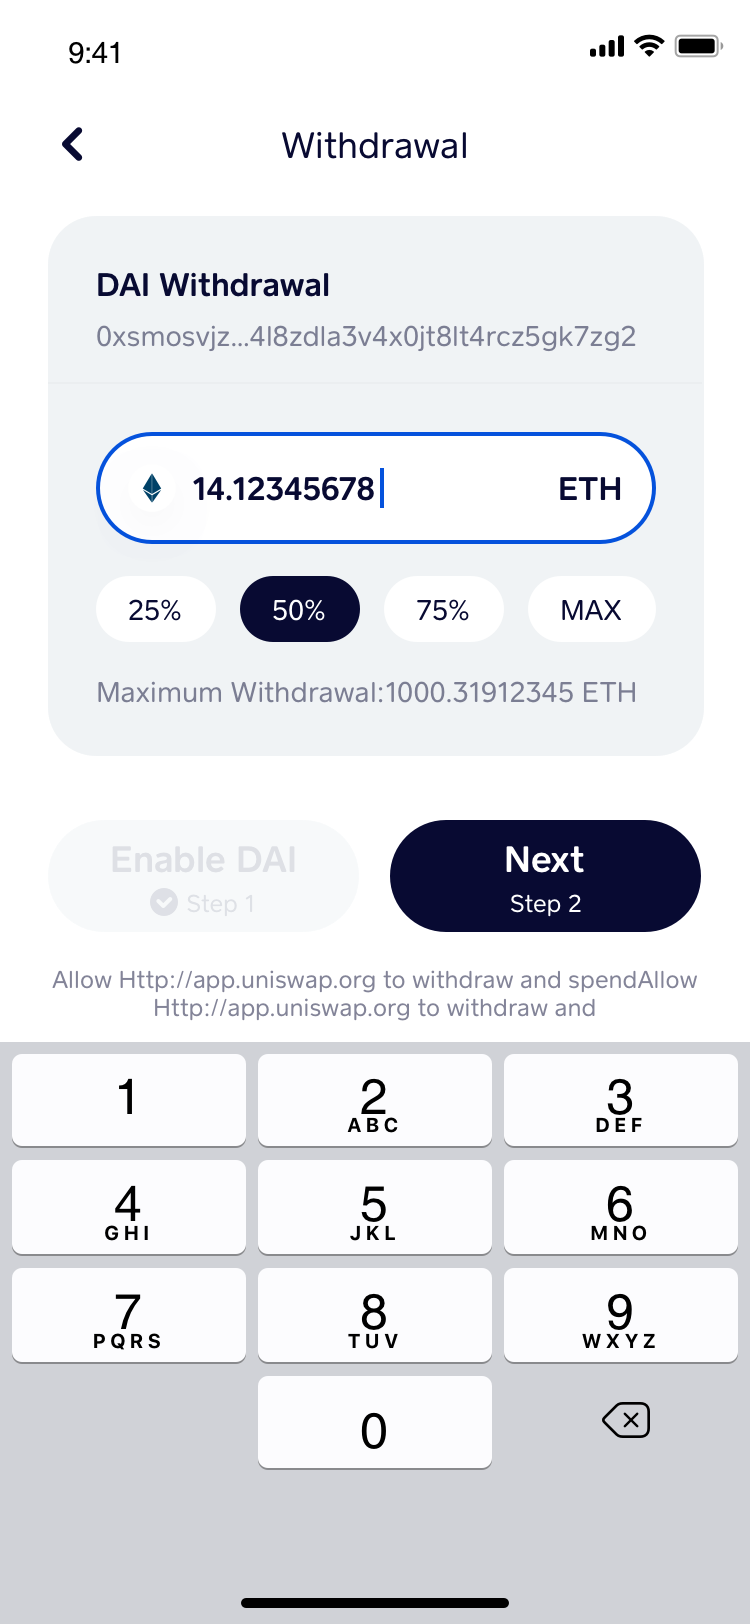 9:41
Withdrawal
DAI Withdrawal
0xsmosvjz...4l8zdla3v4x0jt8lt4rcz5gk7zg2
14.12345678 ETH
25% 50% 75% MAX
Maximum Withdrawal:1000.31912345 ETH
Enable DAI
Step 1
Next
Step 2
Allow Http://app.uniswap.org to withdraw and spendAllow
Http://app.uniswap.org to withdraw and
1 2 3
ABC DEF
4 5 6
GHI JKL MNO
7 8 9
PQRS TUV WXYZ
0